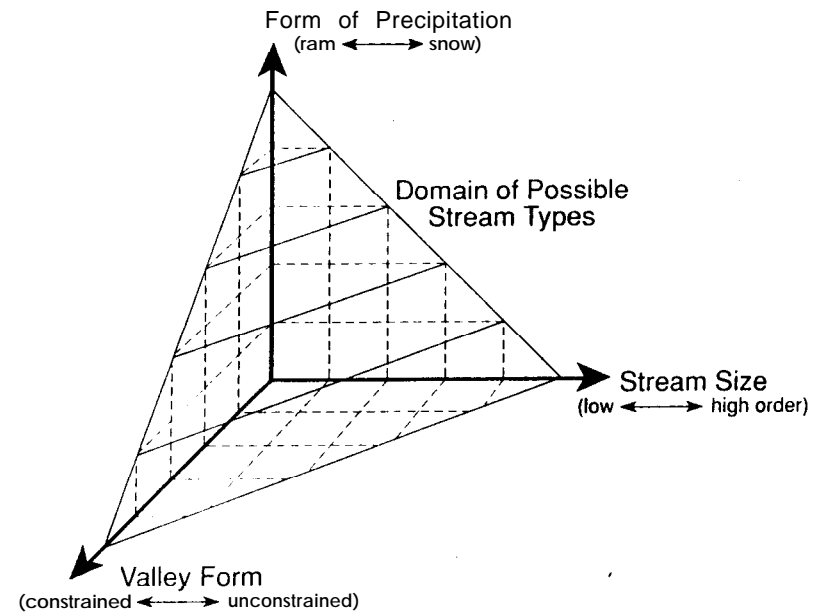 Form of Precipitation
(ram ⟷ snow)
Domain of Possible
Stream Types
Stream Size
(low ⟷ high order)
Valley Form
(constrained ⟷ unconstrained)